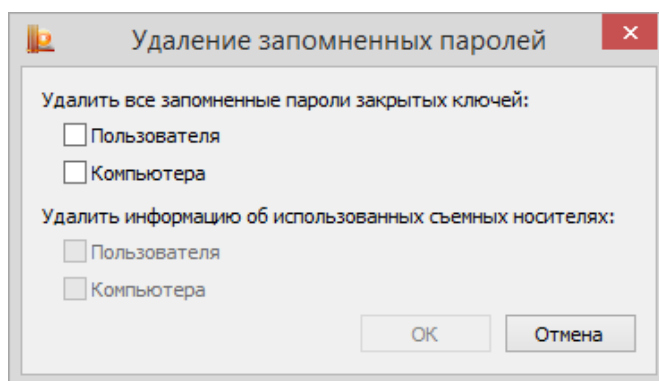 Удаление запомненных паролей
Удалить все запомненные пароли закрытых ключей:
Пользователя
Компьютера
Удалить информацию об использованных съемных носителях:
Пользователя
Компьютера
ОК Отмена